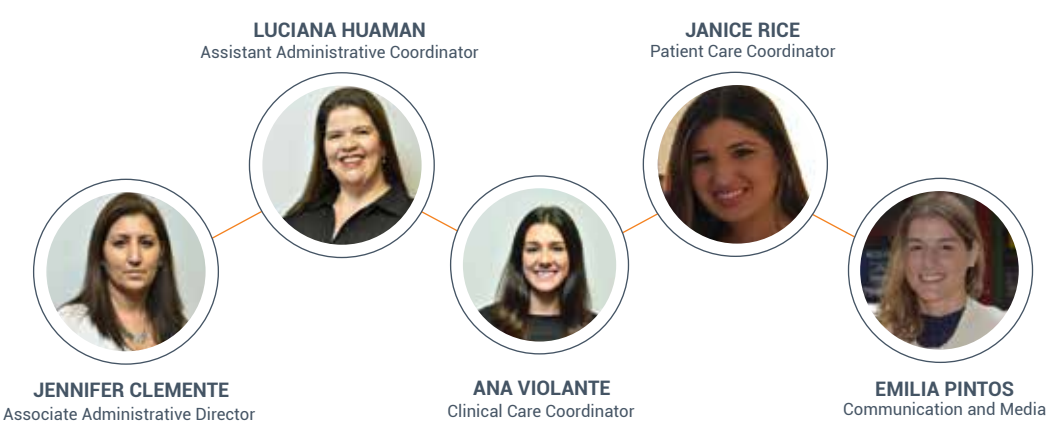 LUCIANA HUAMAN
Assistant Administrative Coordinator
JANICE RICE
Patient Care Coordinator
JENNIFER CLEMENTE
Associate Administrative Director
ANA VIOLANTE
Clinical Care Coordinator
EMILIA PINTOS
Communication and Media